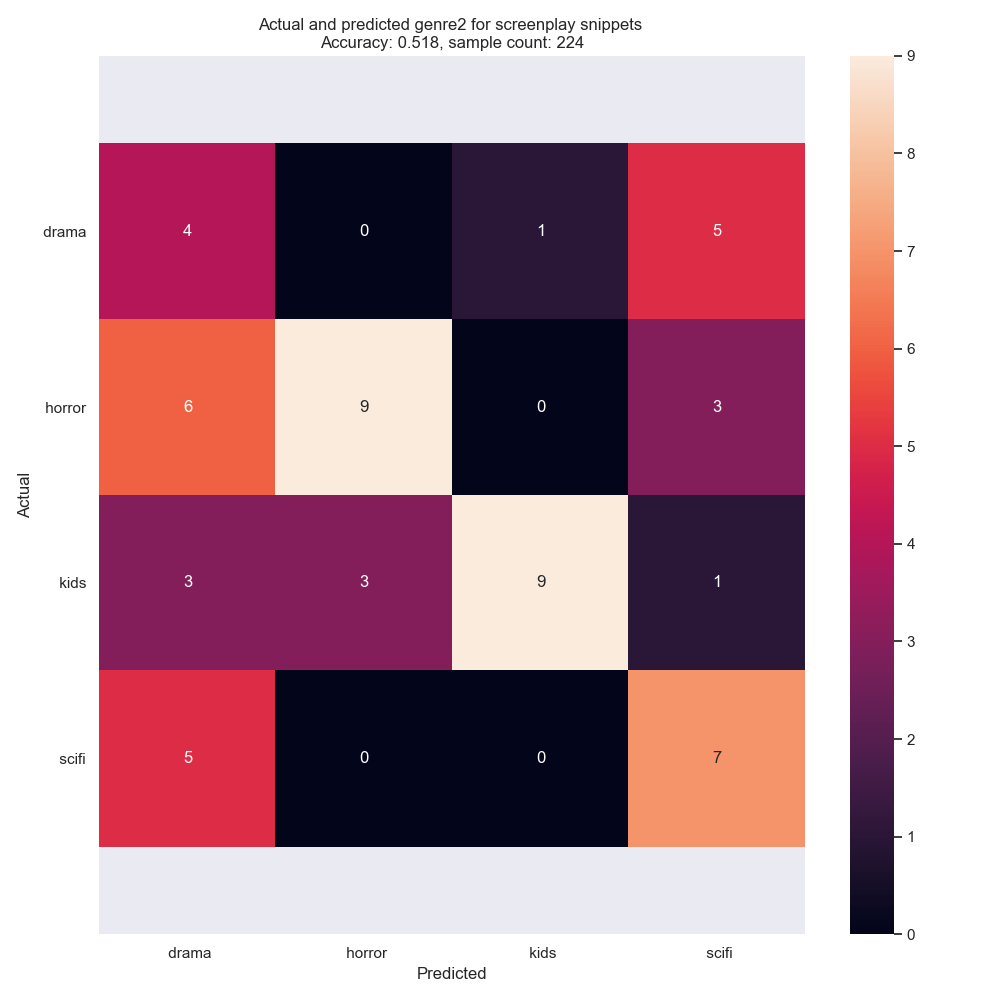 Actual and predicted genre2 for screenplay snippets
Accuracy: 0.518, sample count: 224
drama 4 0 1 5
horror 6 9 0 3
kids 3 3 9 1
scifi 5 0 0 7
drama horror kids scifi
Predicted
Actual
9
8
7
6
5
4
3
2
1
0